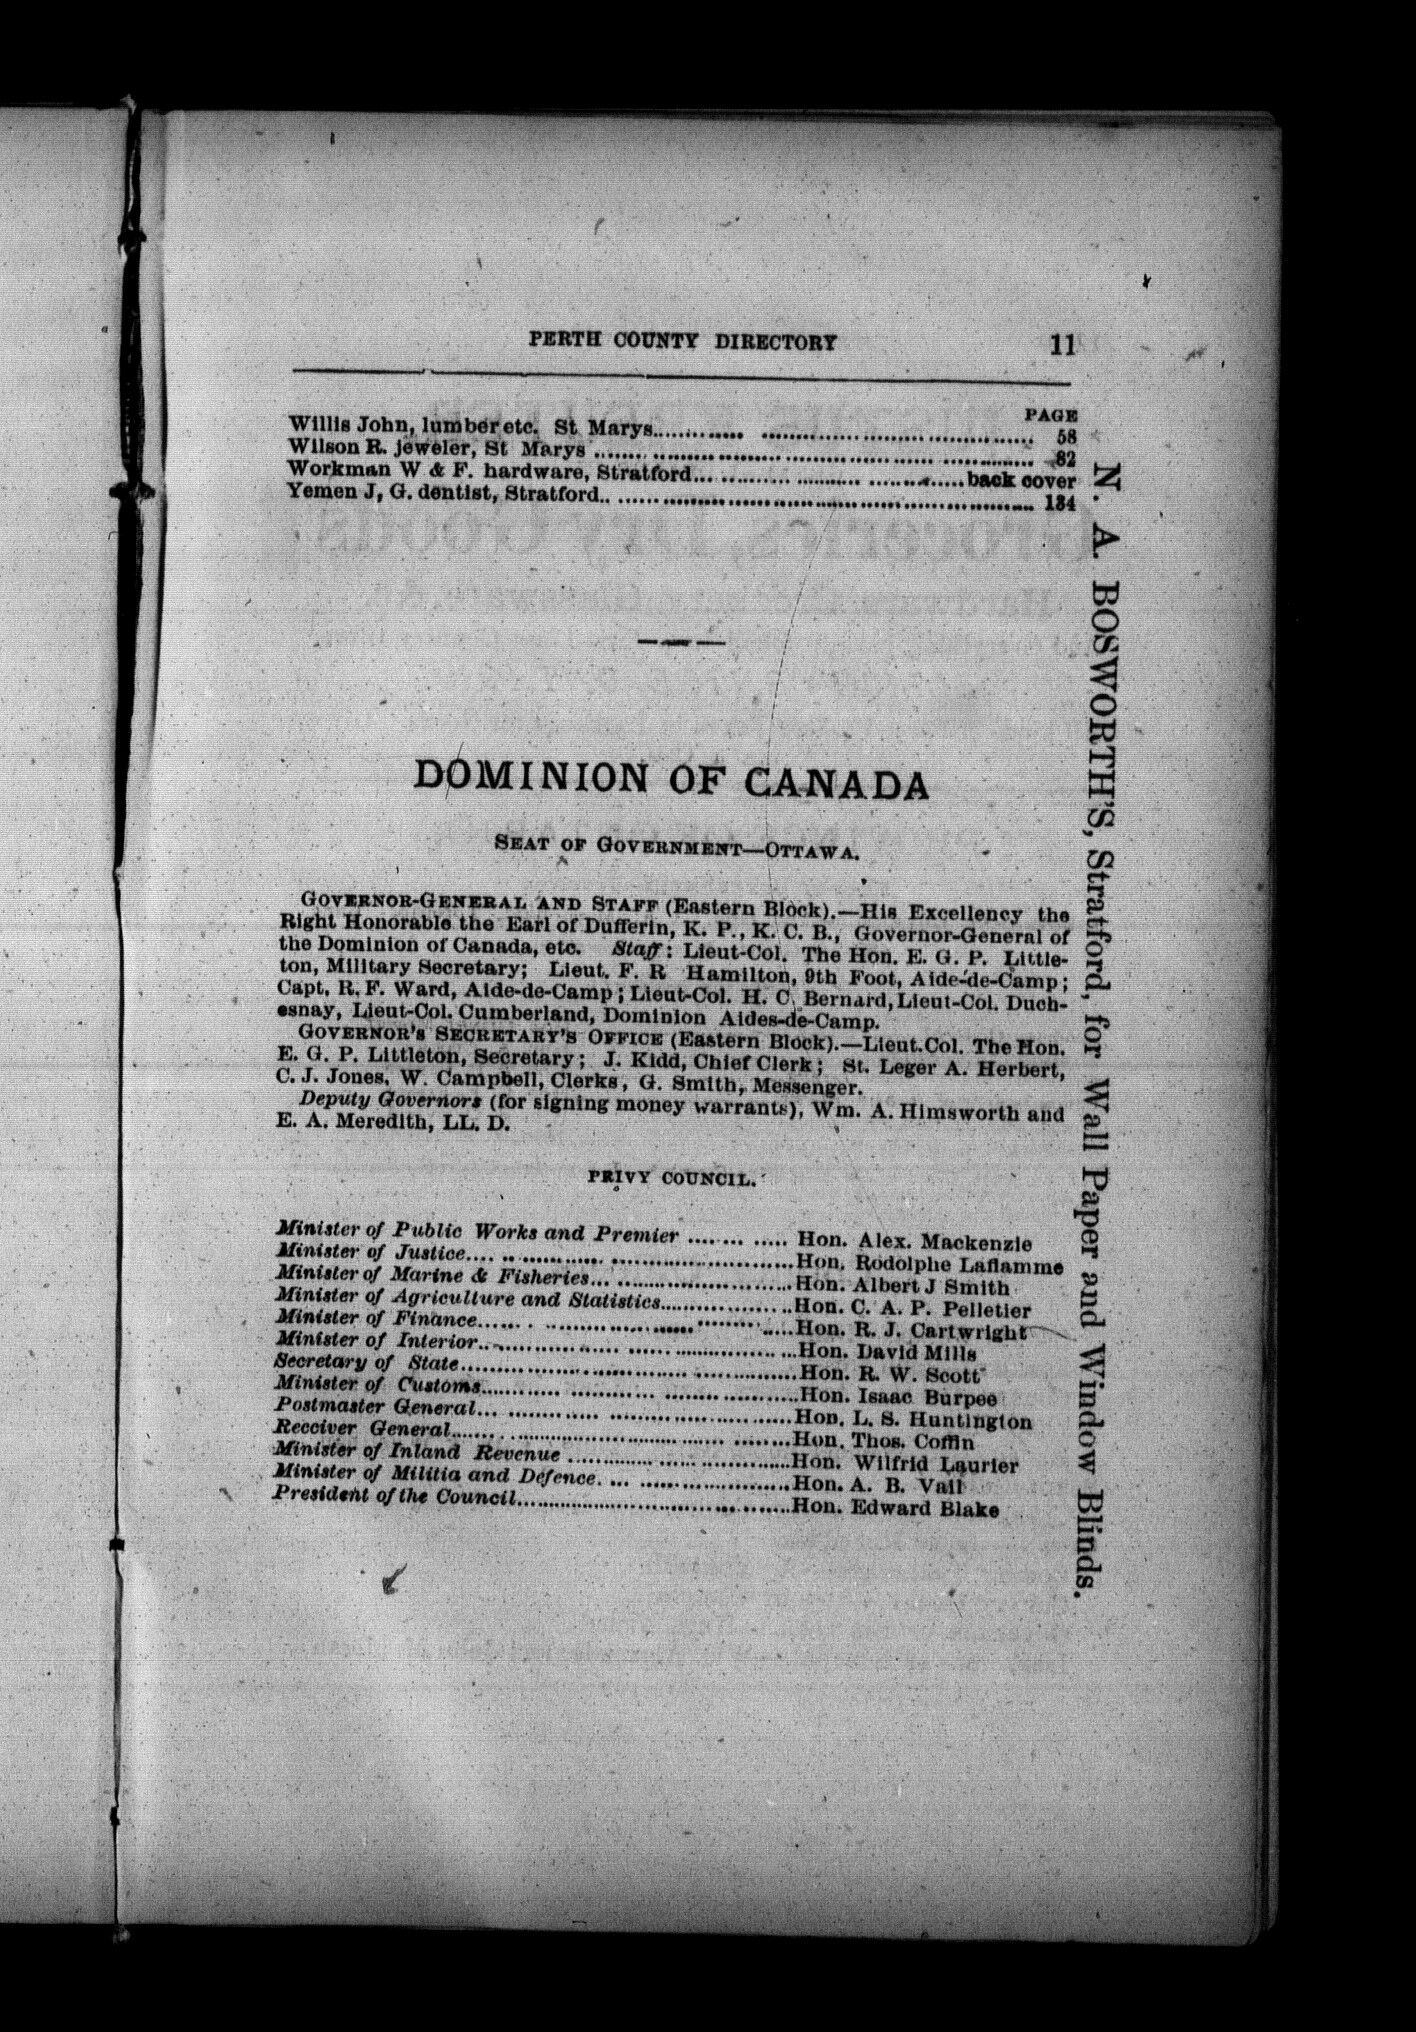 PERTH COUNTY DIRECTORY 11
PAGE
Willis John, lumber etc. St Marys.............. ........................................ 58
Wilson R. jeweler, St Marys ....... ........................................ 82
Workman W & F. hardware, Stratford... .......... .......... ..............back cover
Yemen J, G. dentist, Stratford.. ...... ........................................ 134
DOMINION OF CANADA
SEAT OF GOVERNMENT—OTTAWA.
GOVERNOR-GENERAL AND STAFF (Eastern Block).—His Excellency the
Right Honorable the Earl of Dufferin, K. P., K. C. B., Governor-General of
the Dominion of Canada, etc. Staff: Lieut-Col. The Hon. E. G. P. Little-
ton, Military Secretary; Lieut. F. R Hamilton, 9th Foot, Aide-de-Camp;
Capt. R. F. Ward, Aide-de-Camp; Lieut-Col. H. C. Bernard, Lieut-Col. Duch-
esnay, Lieut-Col. Cumberland, Dominion Aides-de-Camp.
GOVERNOR'S SECRETARY'S OFFICE (Eastern Block).—Lieut.Col. The Hon.
E. G. P. Littleton, Secretary; J. Kidd, Chief Clerk; St. Leger A. Herbert,
C. J. Jones, W. Campbell, Clerks, G. Smith, Messenger.
Deputy Governors (for signing money warrants), Wm. A. Himsworth and
E. A. Meredith, LL. D.
PRIVY COUNCIL.
Minister of Public Works and Premier ........ ..... Hon. Alex. Mackenzie
Minister of Justice.... .. ............. ........................Hon. Rodolphe Laflamme
Minister of Marine & Fisheries... ........................Hon. Albert J Smith
Minister of Agriculture and Statistics.................. ..Hon. C. A. P. Pelletier
Minister of Finance....... . ...................... .......... .....Hon. R. J. Cartwright
Minister of Interior.. .................. ...... ............... ...Hon. David Mills
Secretary of State...................... .................. .............Hon. R. W. Scott
Minister of Customs............. ............. ......................Hon. Isaac Burpee
Postmaster General... ............. ..................... ......Hon. L. S. Huntington
Receiver General....... . .............................. ........Hon. Thos. Coffin
Minister of Inland Revenue ............. ..... ............Hon. Wilfrid Laurier
Minister of Militia and Defence. ... ......................Hon. A. B. Vail
President of the Council..................................... ......Hon. Edward Blake
N. A. BOSWORTH'S, Stratford, for Wall Paper and Window Blinds.